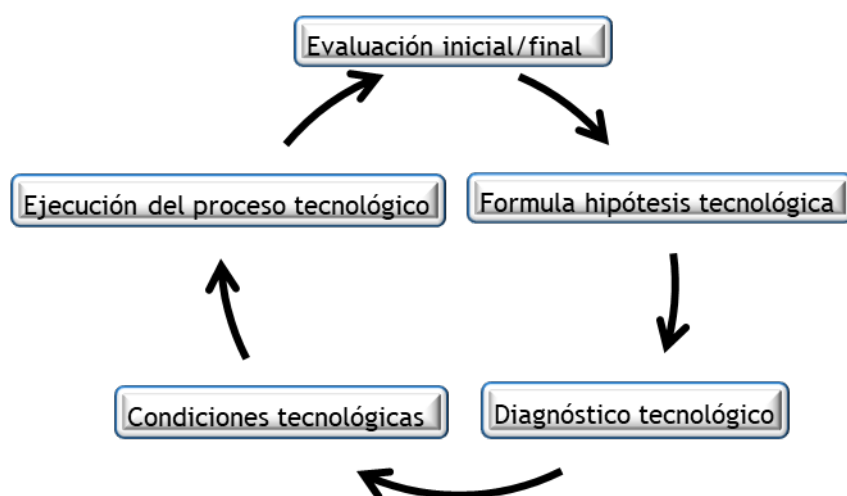 Evaluación inicial/final
Ejecución del proceso tecnológico
Formula hipótesis tecnológica
Condiciones tecnológicas
Diagnóstico tecnológico